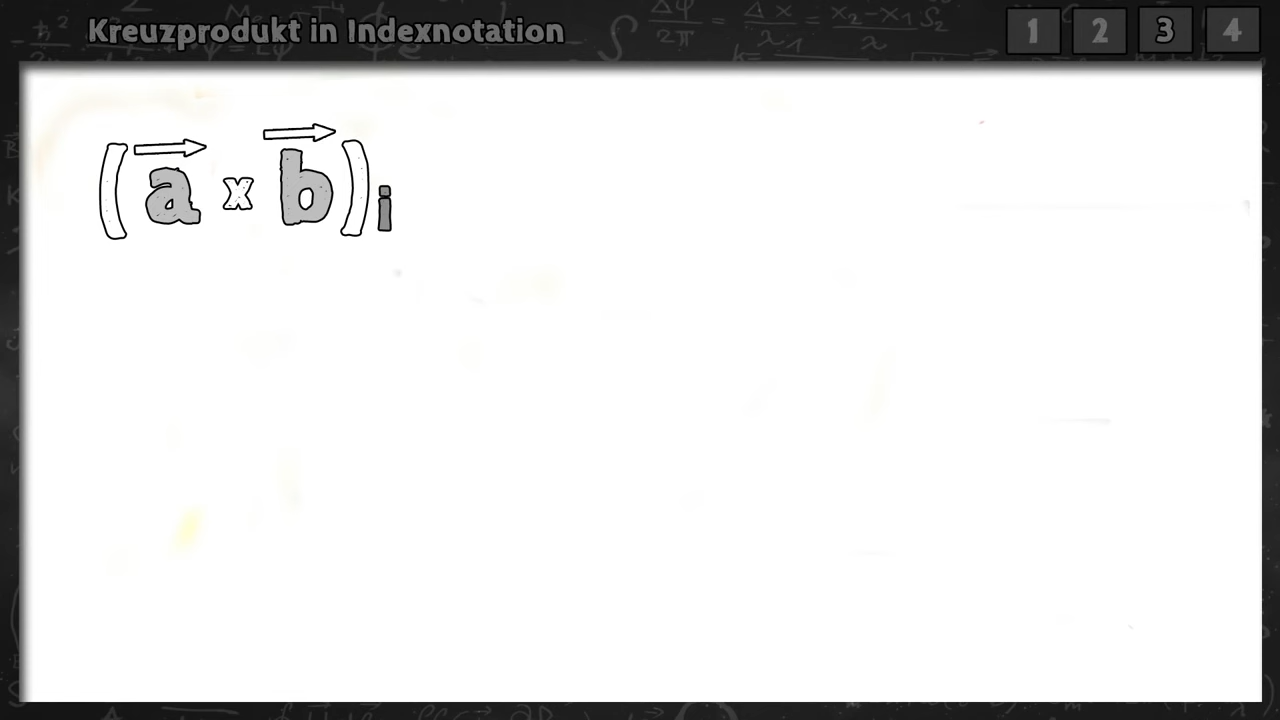 Kreuzprodukt in Indexnotation
1 2 3 4
(a⃗ x b⃗)i